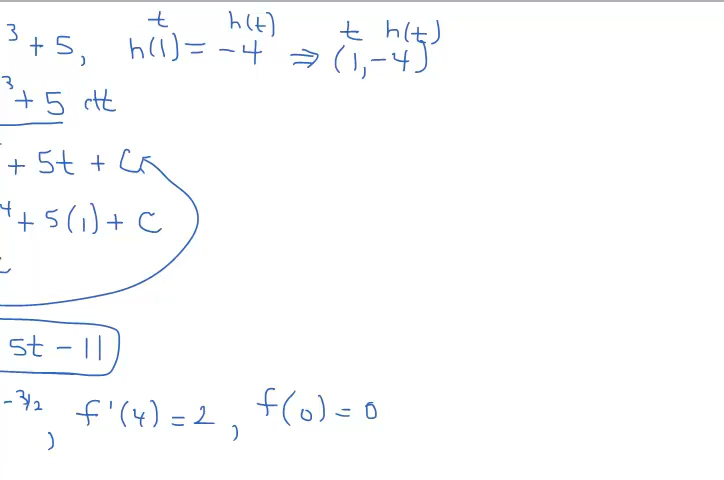 t h(t) t h(t)
³ + 5, h(1) = -4 ⇒ (1, -4)
³ + 5 dt
+ 5t + C
⁴ + 5(1) + C
5t - 11
-3/2, f'(4) = 2, f(0) = 0